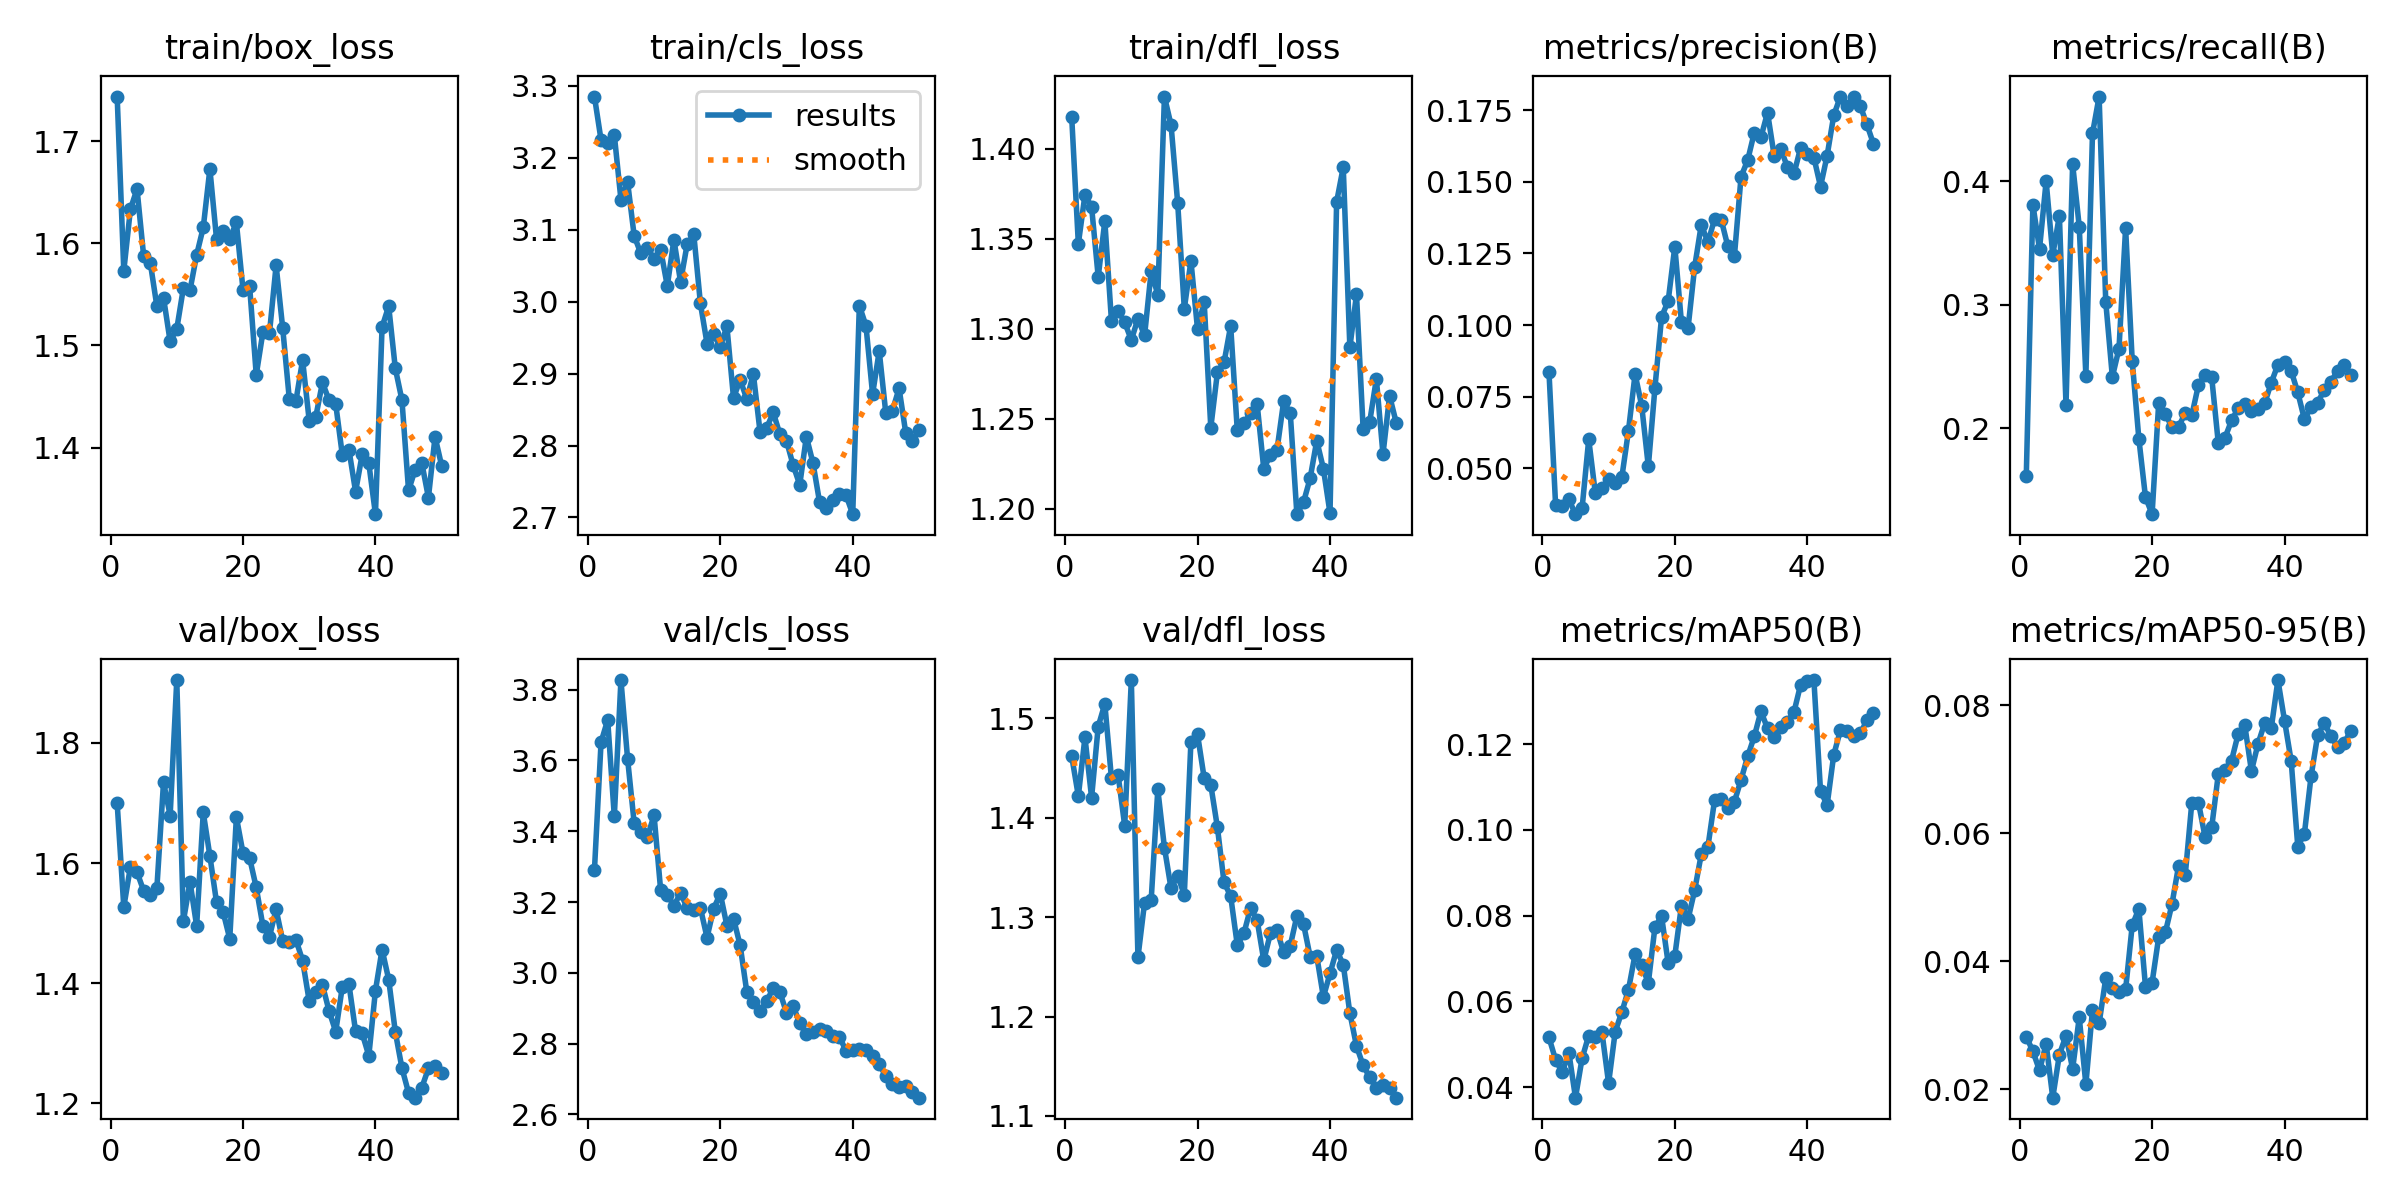 train/box_loss
train/cls_loss
train/dfl_loss
metrics/precision(B)
metrics/recall(B)
1.7
1.6
1.5
1.4
0 20 40
3.3
3.2
3.1
3.0
2.9
2.8
2.7
results
smooth
0 20 40
1.40
1.35
1.30
1.25
1.20
0 20 40
0.175
0.150
0.125
0.100
0.075
0.050
0 20 40
0.4
0.3
0.2
0 20 40
val/box_loss
val/cls_loss
val/dfl_loss
metrics/mAP50(B)
metrics/mAP50-95(B)
1.8
1.6
1.4
1.2
0 20 40
3.8
3.6
3.4
3.2
3.0
2.8
2.6
0 20 40
1.5
1.4
1.3
1.2
1.1
0 20 40
0.12
0.10
0.08
0.06
0.04
0 20 40
0.08
0.06
0.04
0.02
0 20 40